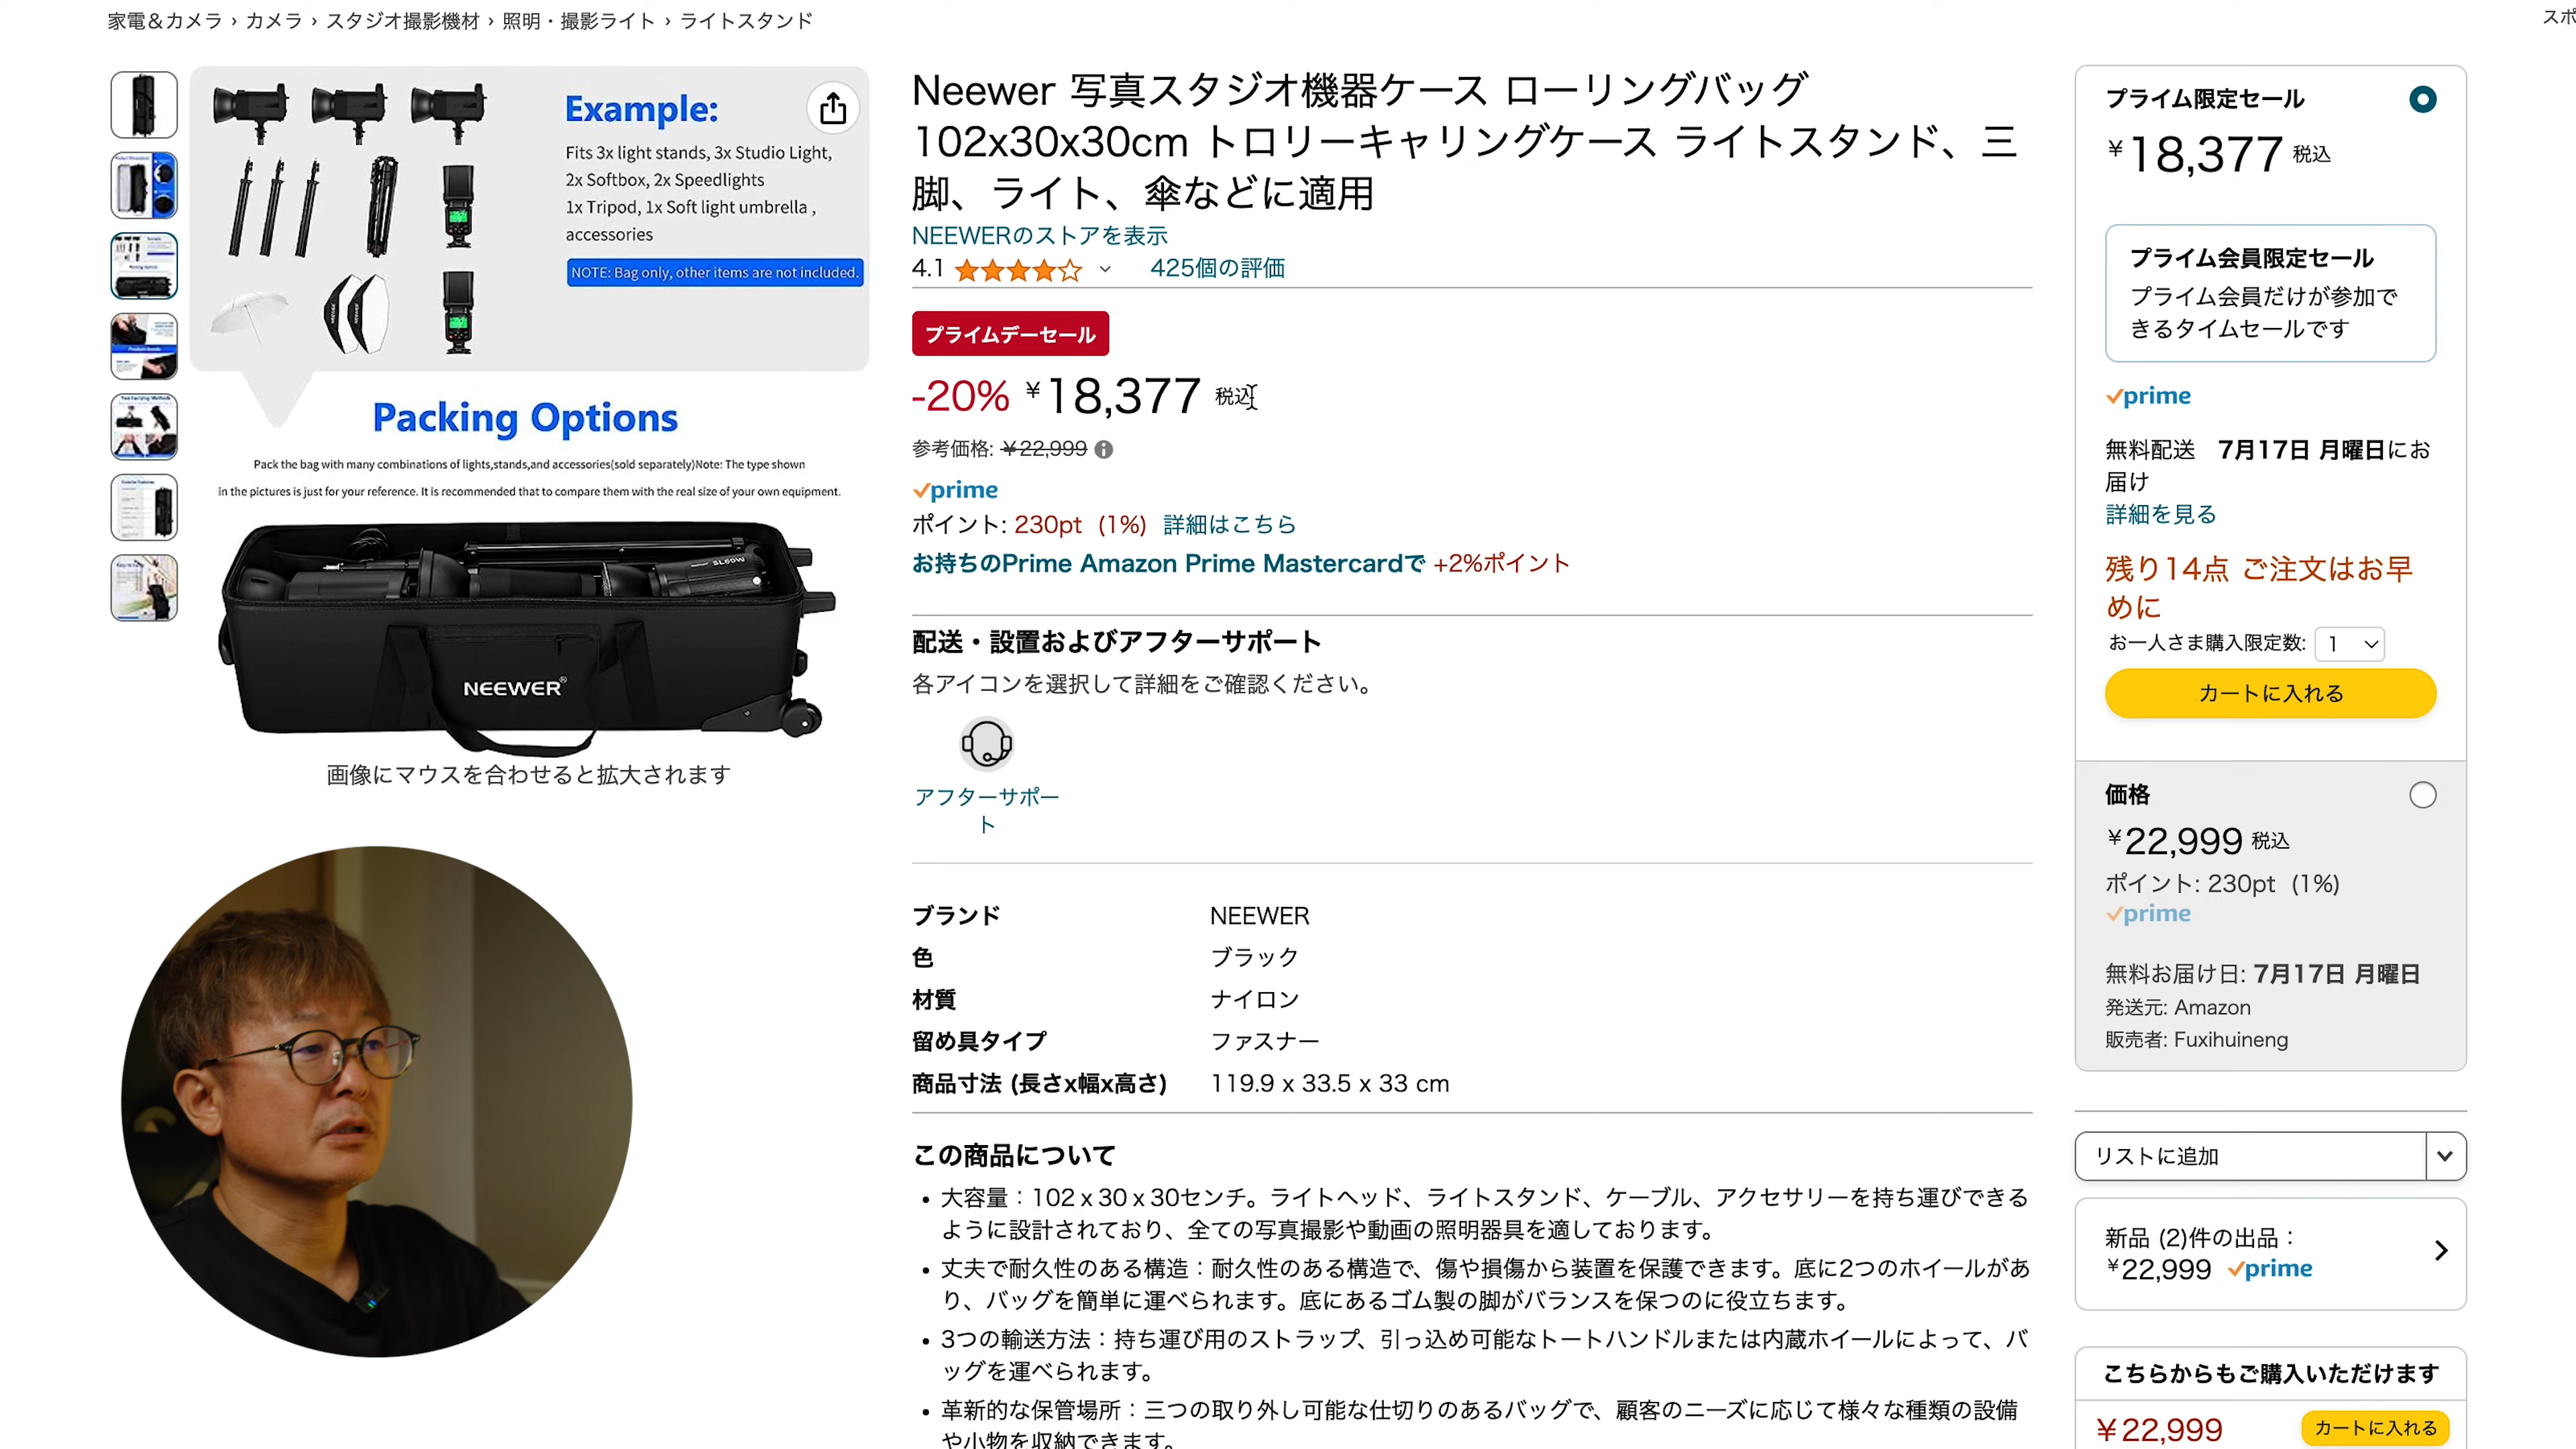 家電＆カメラ › カメラ › スタジオ撮影機材 › 照明・撮影ライト › ライトスタンド
スポ
Example:
Fits 3x light stands, 3x Studio Light,
2x Softbox, 2x Speedlights
1x Tripod, 1x Soft light umbrella ,
accessories
NOTE: Bag only, other items are not included.
Packing Options
Pack the bag with many combinations of lights,stands,and accessories(sold separately)Note: The type shown
in the pictures is just for your reference. It is recommended that to compare them with the real size of your own equipment.
SL60W
NEEWER®
画像にマウスを合わせると拡大されます
Neewer 写真スタジオ機器ケース ローリングバッグ
102x30x30cm トロリーキャリングケース ライトスタンド、三
脚、ライト、傘などに適用
NEEWERのストアを表示
4.1 425個の評価
プライムデーセール
-20% ￥18,377 税込
参考価格: ￥22,999
prime
ポイント: 230pt (1%) 詳細はこちら
お持ちのPrime Amazon Prime Mastercardで +2%ポイント
配送・設置およびアフターサポート
各アイコンを選択して詳細をご確認ください。
アフターサポー
ト
ブランド NEEWER
色 ブラック
材質 ナイロン
留め具タイプ ファスナー
商品寸法 (長さx幅x高さ) 119.9 x 33.5 x 33 cm
この商品について
• 大容量：102 x 30 x 30センチ。ライトヘッド、ライトスタンド、ケーブル、アクセサリーを持ち運びできる
ように設計されており、全ての写真撮影や動画の照明器具を適しております。
• 丈夫で耐久性のある構造：耐久性のある構造で、傷や損傷から装置を保護できます。底に2つのホイールがあ
り、バッグを簡単に運べられます。底にあるゴム製の脚がバランスを保つのに役立ちます。
• 3つの輸送方法：持ち運び用のストラップ、引っ込め可能なトートハンドルまたは内蔵ホイールによって、バ
ッグを運べられます。
• 革新的な保管場所：三つの取り外し可能な仕切りのあるバッグで、顧客のニーズに応じて様々な種類の設備
や小物を収納できます。
プライム限定セール
￥18,377 税込
プライム会員限定セール
プライム会員だけが参加で
きるタイムセールです
prime
無料配送 7月17日 月曜日にお
届け
詳細を見る
残り14点 ご注文はお早
めに
お一人さま購入限定数: 1
カートに入れる
価格
￥22,999 税込
ポイント: 230pt (1%)
prime
無料お届け日: 7月17日 月曜日
発送元: Amazon
販売者: Fuxihuineng
リストに追加
新品 (2)件の出品：
￥22,999 prime
こちらからもご購入いただけます
￥22,999 カートに入れる